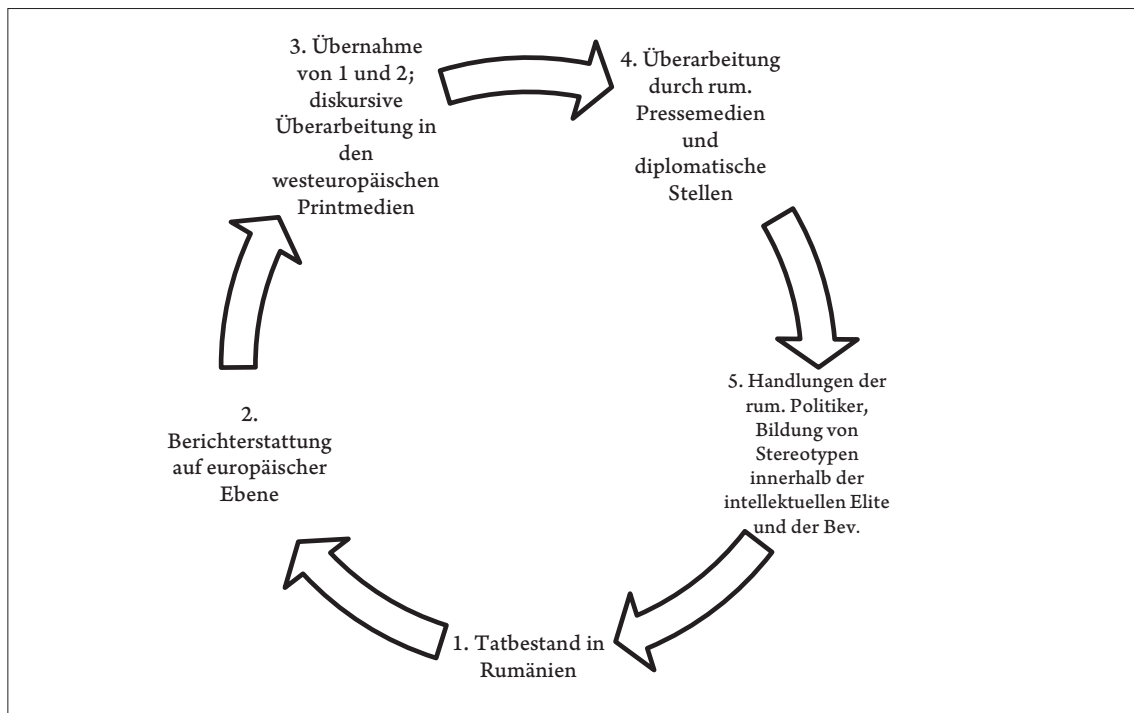 3. Übernahme
von 1 und 2;
diskursive
Überarbeitung in
den
westeuropäischen
Printmedien
4. Überarbeitung
durch rum.
Pressemedien
und
diplomatische
Stellen
5. Handlungen der
rum. Politiker,
Bildung von
Stereotypen
innerhalb der
intellektuellen Elite
und der Bev.
1. Tatbestand in
Rumänien
2.
Berichterstattung
auf europäischer
Ebene